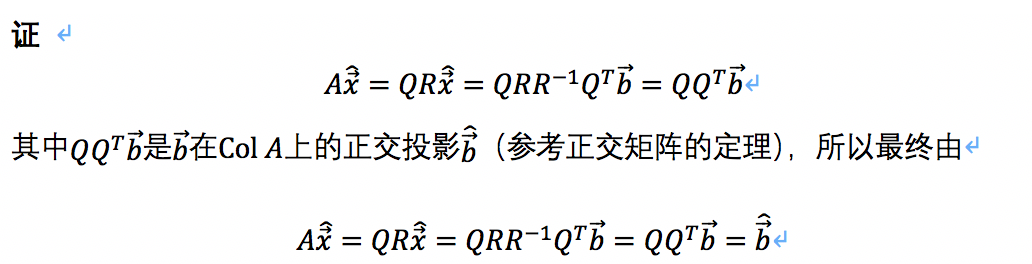 证 ↵
$A\hat{\vec{x}} = QR\hat{\vec{x}} = QRR^{-1}Q^T\vec{b} = QQ^T\vec{b}$↵
其中$QQ^T\vec{b}$是$\vec{b}$在Col $A$上的正交投影$\hat{\vec{b}}$（参考正交矩阵的定理），所以最终由↵
$A\hat{\vec{x}} = QR\hat{\vec{x}} = QRR^{-1}Q^T\vec{b} = QQ^T\vec{b} = \hat{\vec{b}}$↵